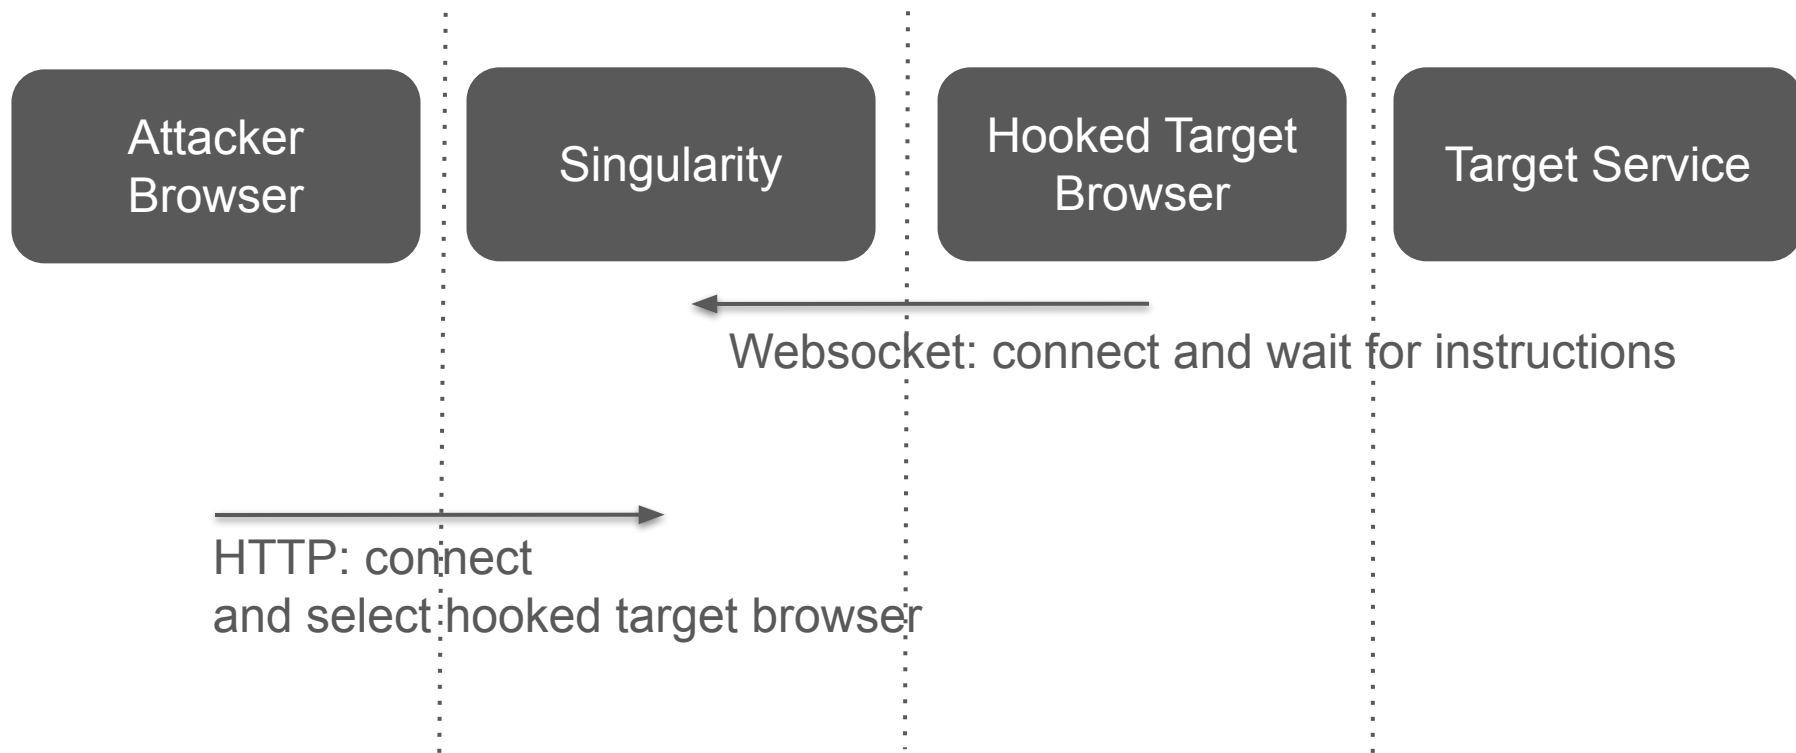 Attacker
Browser
Singularity
Hooked Target
Browser
Target Service
Websocket: connect and wait for instructions
HTTP: connect
and select hooked target browser